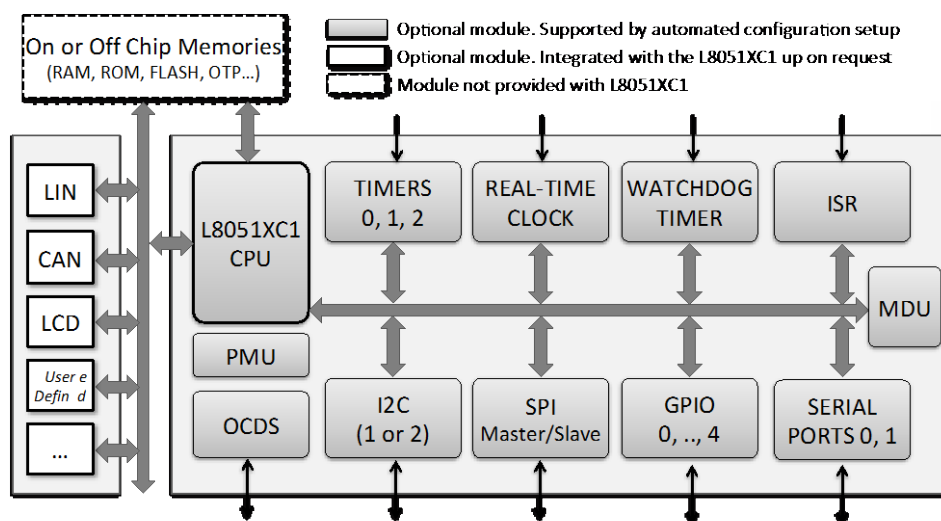 On or Off Chip Memories
(RAM, ROM, FLASH, OTP...)
Optional module. Supported by automated configuration setup
Optional module. Integrated with the L8051XC1 up on request
Module not provided with L8051XC1
LIN
CAN
LCD
User e
Defin d
...
L8051XC1
CPU
PMU
OCDS
TIMERS
0, 1, 2
REAL-TIME
CLOCK
WATCHDOG
TIMER
ISR
MDU
I2C
(1 or 2)
SPI
Master/Slave
GPIO
0, .., 4
SERIAL
PORTS 0, 1